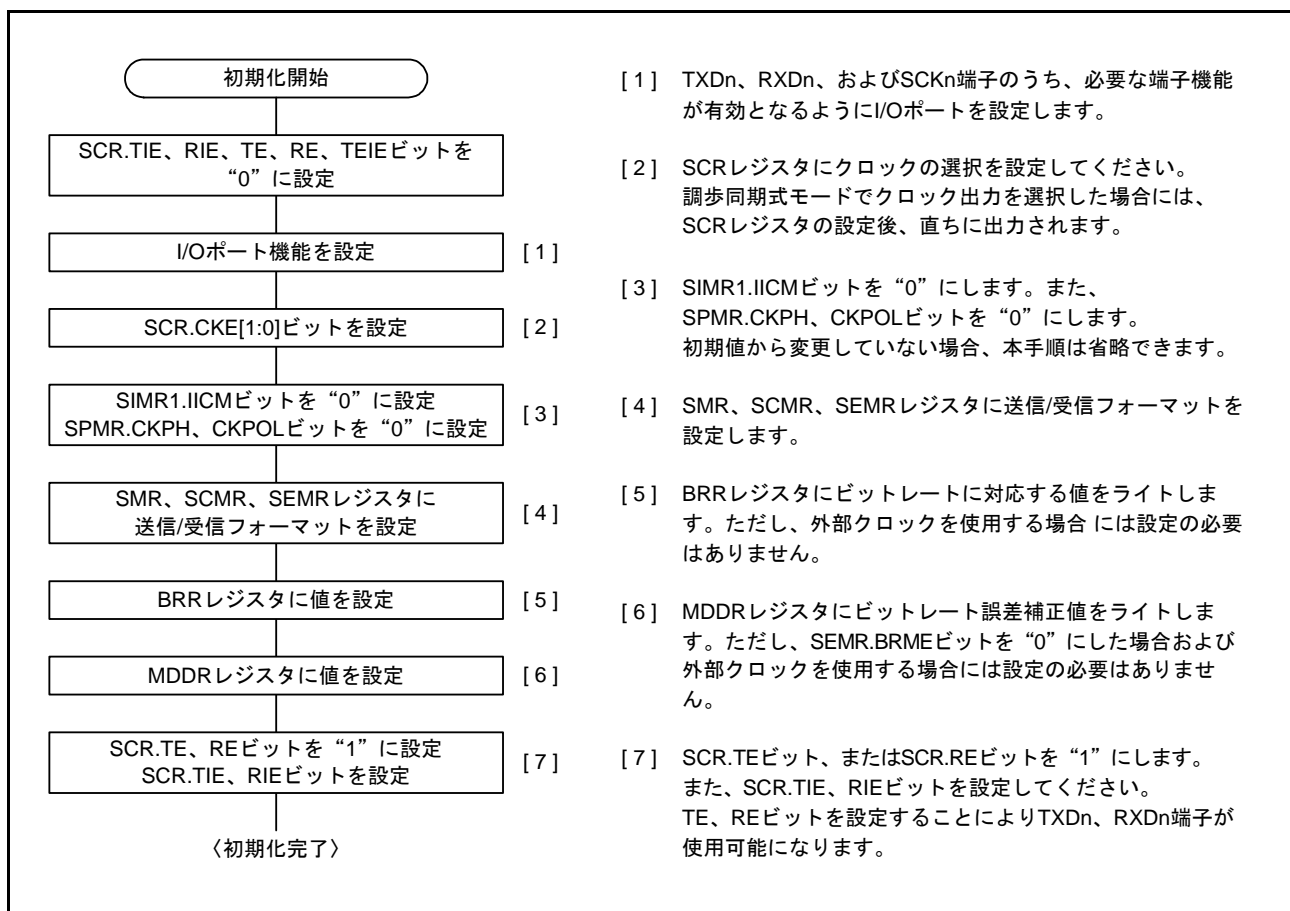 初期化開始
SCR.TIE、RIE、TE、RE、TEIEビットを
“0”に設定
I/Oポート機能を設定
[ 1 ]
SCR.CKE[1:0]ビットを設定
[ 2 ]
SIMR1.IICMビットを“0”に設定
SPMR.CKPH、CKPOLビットを“0”に設定
[ 3 ]
SMR、SCMR、SEMRレジスタに
送信/受信フォーマットを設定
[ 4 ]
BRRレジスタに値を設定
[ 5 ]
MDDRレジスタに値を設定
[ 6 ]
SCR.TE、REビットを“1”に設定
SCR.TIE、RIEビットを設定
[ 7 ]
〈初期化完了〉
[ 1 ] TXDn、RXDn、およびSCKn端子のうち、必要な端子機能
が有効となるようにI/Oポートを設定します。
[ 2 ] SCRレジスタにクロックの選択を設定してください。
調歩同期式モードでクロック出力を選択した場合には、
SCRレジスタの設定後、直ちに出力されます。
[ 3 ] SIMR1.IICMビットを“0”にします。また、
SPMR.CKPH、CKPOLビットを“0”にします。
初期値から変更していない場合、本手順は省略できます。
[ 4 ] SMR、SCMR、SEMRレジスタに送信/受信フォーマットを
設定します。
[ 5 ] BRRレジスタにビットレートに対応する値をライトしま
す。ただし、外部クロックを使用する場合 には設定の必要
はありません。
[ 6 ] MDDRレジスタにビットレート誤差補正値をライトしま
す。ただし、SEMR.BRMEビットを“0”にした場合および
外部クロックを使用する場合には設定の必要はありませ
ん。
[ 7 ] SCR.TEビット、またはSCR.REビットを“1”にします。
また、SCR.TIE、RIEビットを設定してください。
TE、REビットを設定することによりTXDn、RXDn端子が
使用可能になります。